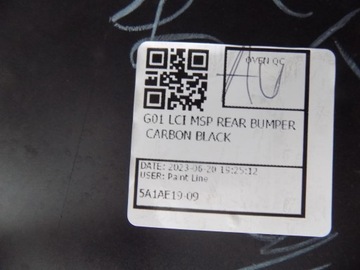 OVEN QC
AU
G01 LCI MSP REAR BUMPER
CARBON BLACK
DATE: 2023-06-20 19:25:12
USER: Paint Line
5A1AE19-09